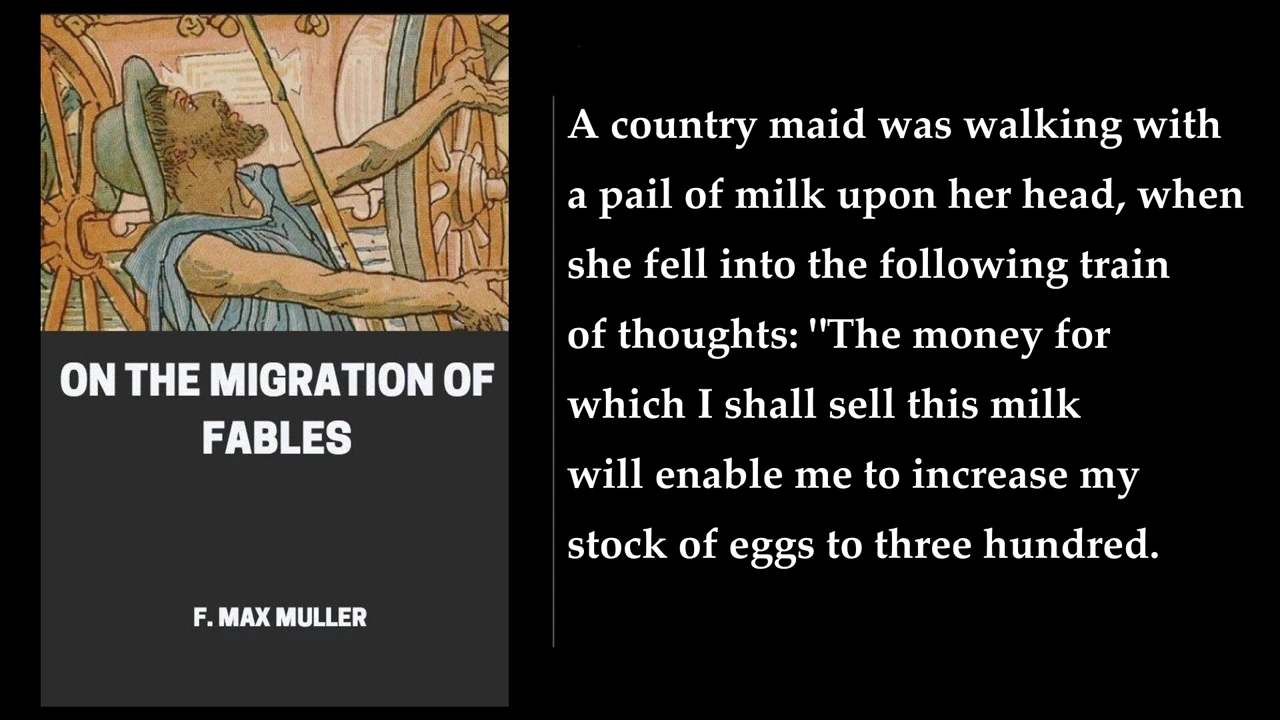 ON THE MIGRATION OF
FABLES
F. MAX MULLER
A country maid was walking with
a pail of milk upon her head, when
she fell into the following train
of thoughts: "The money for
which I shall sell this milk
will enable me to increase my
stock of eggs to three hundred.